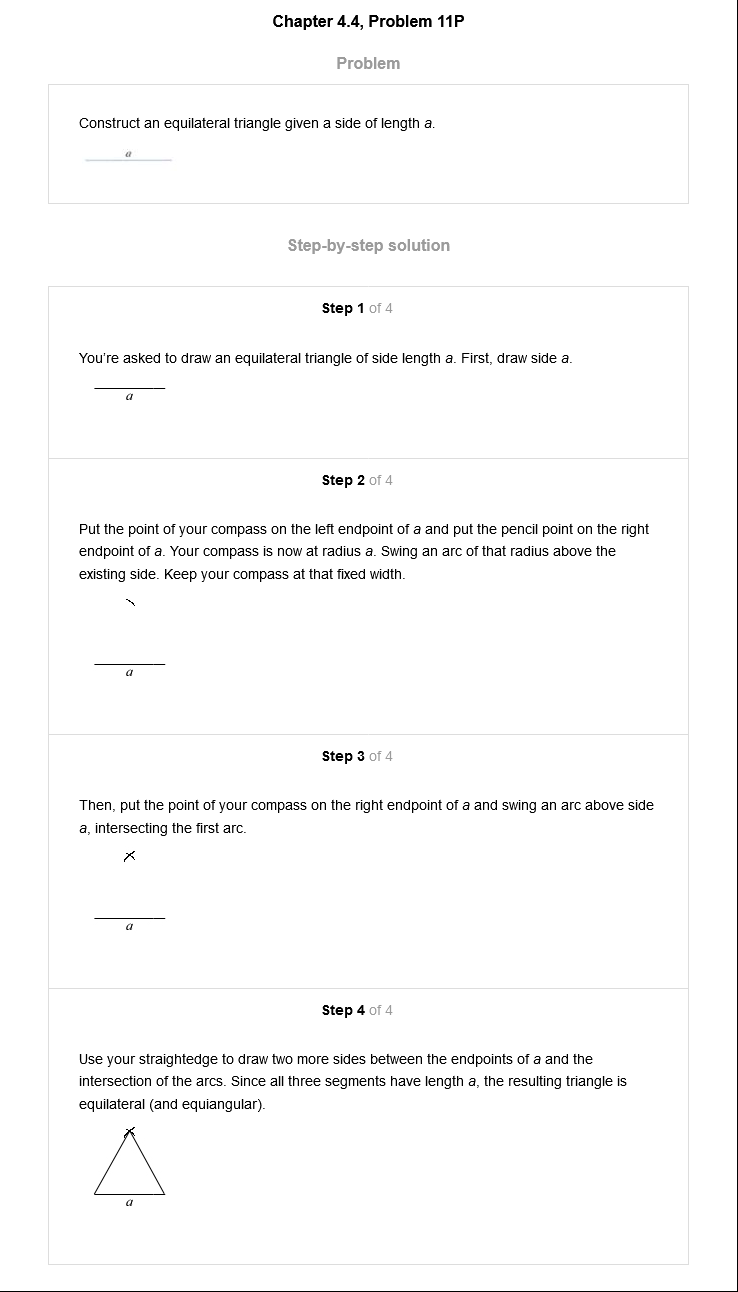 Chapter 4.4, Problem 11P
Problem
Construct an equilateral triangle given a side of length a.
a
Step-by-step solution
Step 1 of 4
You're asked to draw an equilateral triangle of side length a. First, draw side a.
a
Step 2 of 4
Put the point of your compass on the left endpoint of a and put the pencil point on the right
endpoint of a. Your compass is now at radius a. Swing an arc of that radius above the
existing side. Keep your compass at that fixed width.
a
Step 3 of 4
Then, put the point of your compass on the right endpoint of a and swing an arc above side
a, intersecting the first arc.
a
Step 4 of 4
Use your straightedge to draw two more sides between the endpoints of a and the
intersection of the arcs. Since all three segments have length a, the resulting triangle is
equilateral (and equiangular).
a